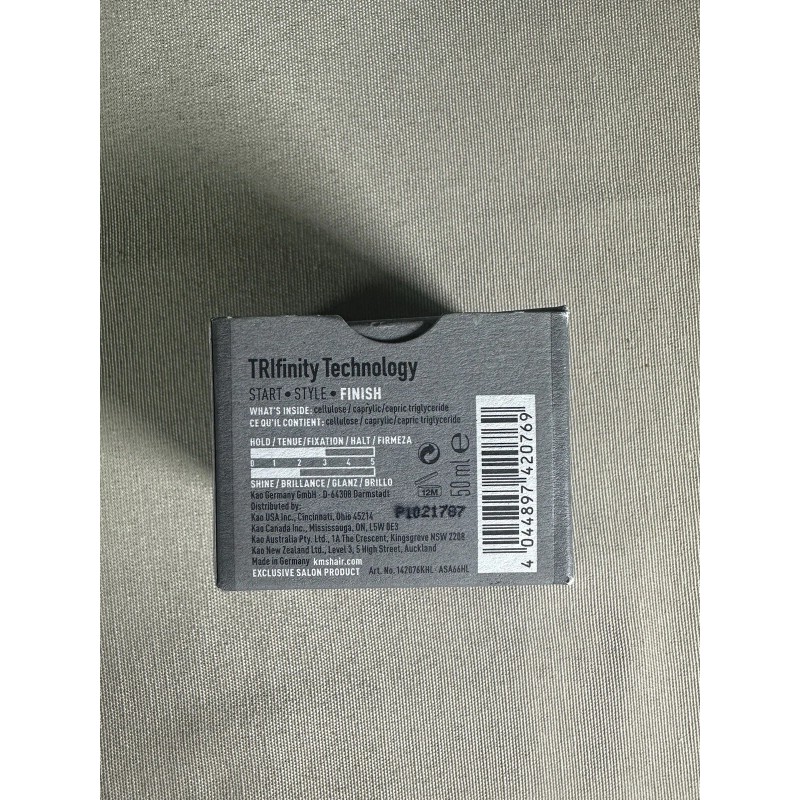 TRIfinity Technology
START • STYLE • FINISH
WHAT'S INSIDE: cellulose / caprylic/capric triglyceride
CE QU'IL CONTIENT: cellulose / caprylic/capric triglyceride
HOLD / TENUE/FIXATION / HALT / FIRMEZA
0 1 2 3 4 5
SHINE / BRILLANCE / GLANZ / BRILLO
Kao Germany GmbH · D-64308 Darmstadt
Distributed by:
Kao USA Inc., Cincinnati, Ohio 45214
Kao Canada Inc., Mississauga, ON, L5W 0E3
Kao Australia Pty. Ltd., 1A The Crescent, Kingsgrove NSW 2208
Kao New Zealand Ltd., Level 3, 5 High Street, Auckland
Made in Germany kmshair.com
EXCLUSIVE SALON PRODUCT Art. No. 142076KHL ASA66HL
12M
50 ml e
P1021787
4 044897 420769